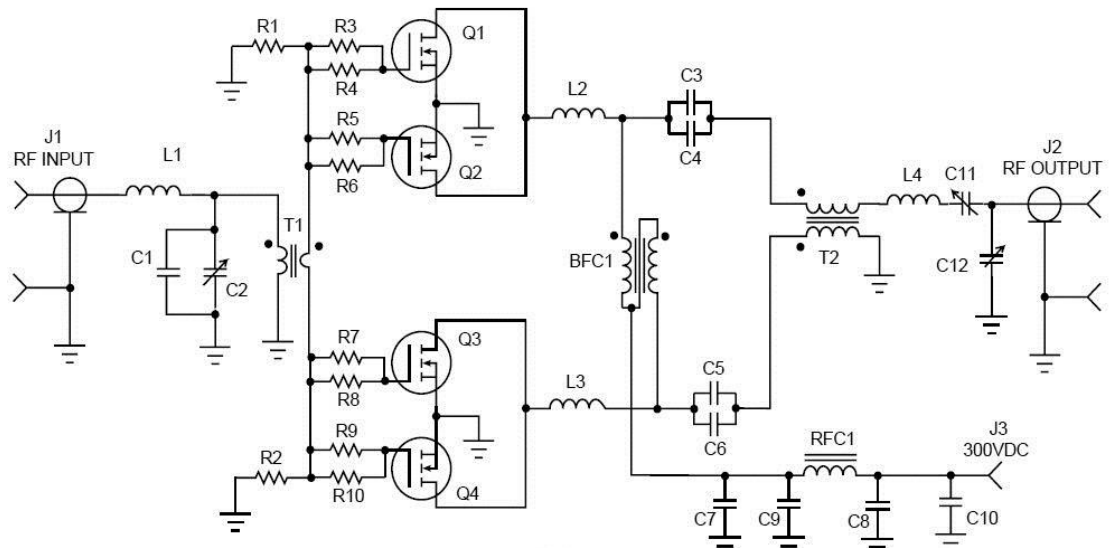 R1
R3
Q1
R4
C3
L2
J1
RF INPUT
R5
C4
J2
RF OUTPUT
L1
R6
Q2
L4
C11
T1
C1
C2
BFC1
T2
C12
R7
Q3
R8
L3
C5
R9
C6
RFC1
J3
300VDC
R2
R10
Q4
C7
C9
C8
C10